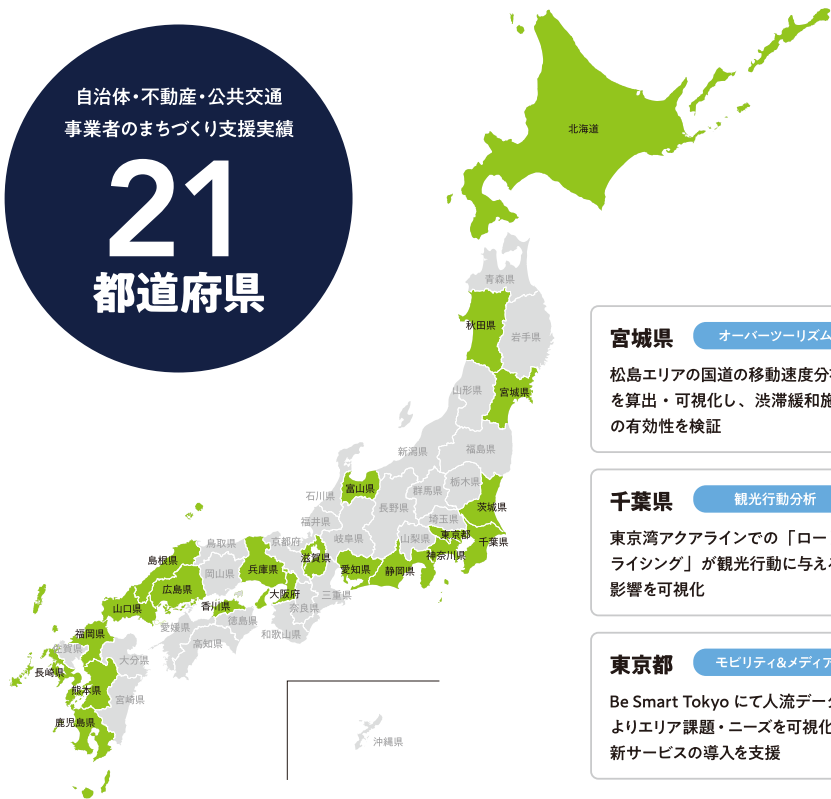 自治体・不動産・公共交通
事業者のまちづくり支援実績
21
都道府県
北海道
青森県
秋田県
岩手県
山形県
宮城県
新潟県
福島県
石川県
富山県
群馬県
栃木県
長野県
茨城県
福井県
埼玉県
鳥取県
京都府
岐阜県
山梨県
東京都
千葉県
島根県
滋賀県
神奈川県
岡山県
兵庫県
愛知県
静岡県
広島県
大阪府
三重県
山口県
香川県
奈良県
愛媛県
徳島県
和歌山県
福岡県
高知県
佐賀県
大分県
長崎県
熊本県
宮崎県
鹿児島県
沖縄県
宮城県 オーバーツーリズム
松島エリアの国道の移動速度分
を算出・可視化し、渋滞緩和施
の有効性を検証
千葉県 観光行動分析
東京湾アクアラインでの「ロー
ライシング」が観光行動に与え
影響を可視化
東京都 モビリティ&メディア
Be Smart Tokyo にて人流デー
よりエリア課題・ニーズを可視化
新サービスの導入を支援